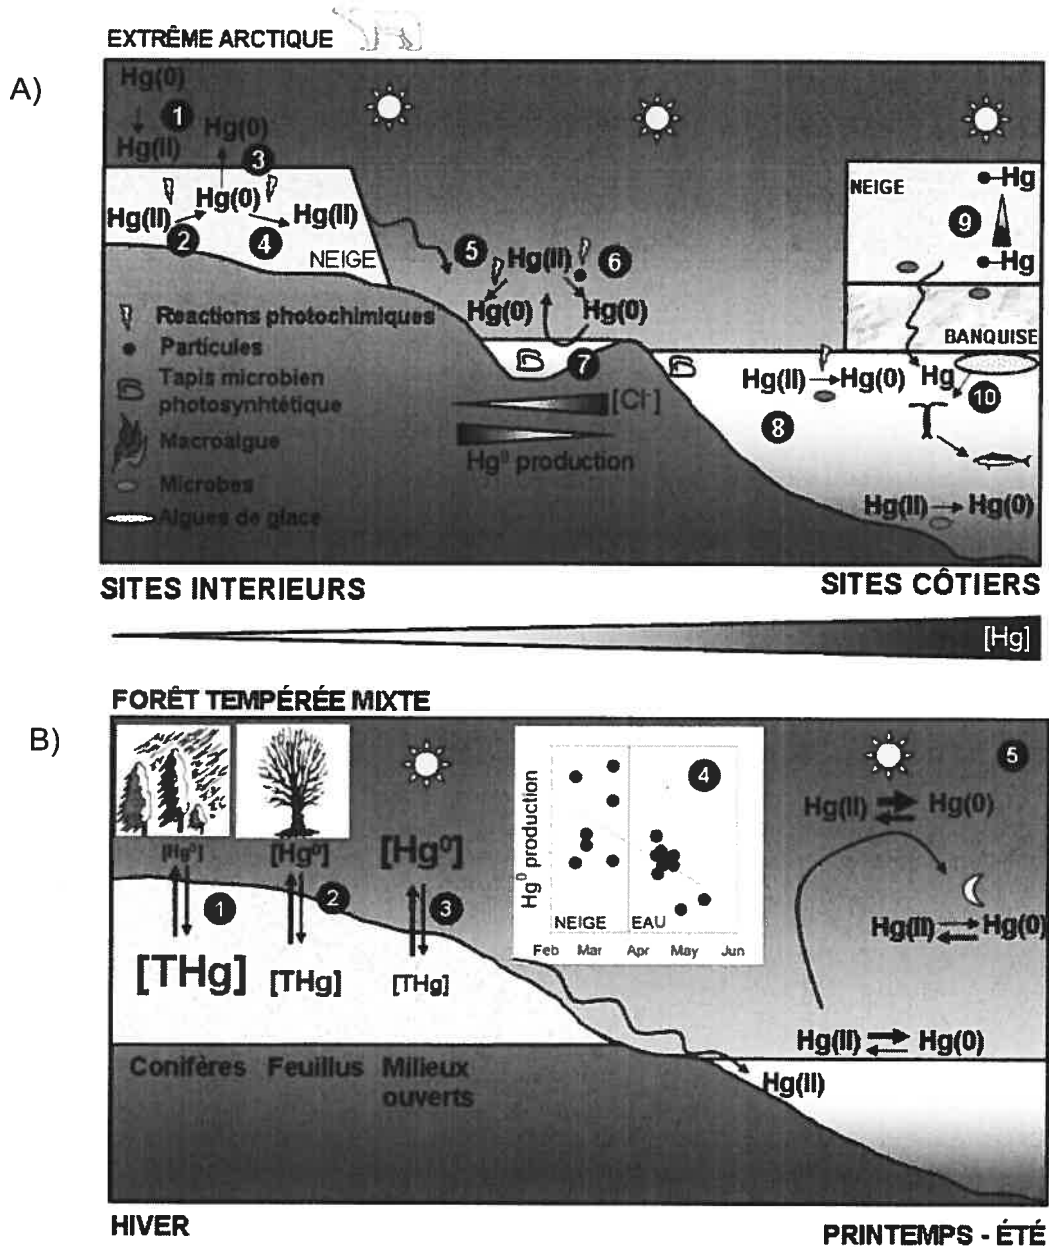 EXTRÊME ARCTIQUE
A)
Hg(0)
1
Hg(II)
Hg(0)
3
Hg(II)
Hg(0)
Hg(II)
2
4
NEIGE
5
Hg(II)
6
Hg(0)
Hg(0)
7
NEIGE
Hg
9
Hg
BANQUISE
Hg(II)
Hg(0)
Hg
10
8
Hg(II)
Hg(0)
Reactions photochimiques
Particules
Tapis microbien
photosynhtétique
Macroalgue
Microbes
Algues de glace
[Cl-]
Hg⁰ production
SITES INTERIEURS
SITES CÔTIERS
[Hg]
FORÊT TEMPÉRÉE MIXTE
B)
[Hg⁰]
[Hg⁰]
[Hg⁰]
1
2
3
[THg]
[THg]
[THg]
Conifères
Feuillus
Milieux
ouverts
Hg⁰ production
4
NEIGE
EAU
Feb
Mar
Apr
May
Jun
5
Hg(II)
Hg(0)
Hg(II)
Hg(0)
Hg(II)
Hg(0)
Hg(II)
HIVER
PRINTEMPS - ÉTÉ